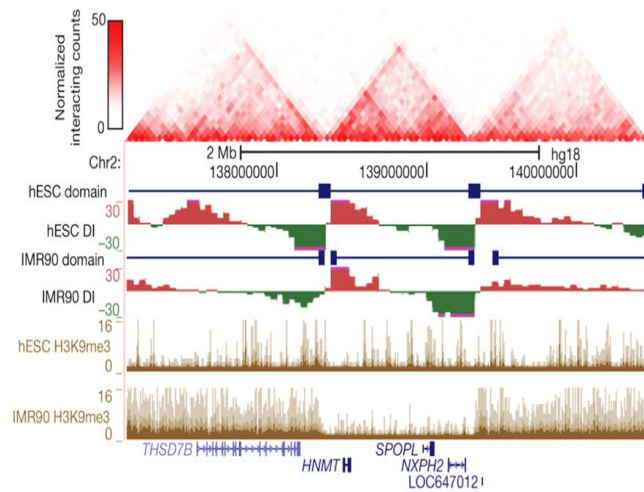 Normalized
interacting counts
50
0
2 Mb
hg18
Chr2:
138000000|
139000000|
140000000|
hESC domain
30
hESC DI
-30
IMR90 domain
30
IMR90 DI
-30
16
hESC H3K9me3
0
16
IMR90 H3K9me3
0
THSD7B
SPOPL
HNMT
NXPH2
LOC647012